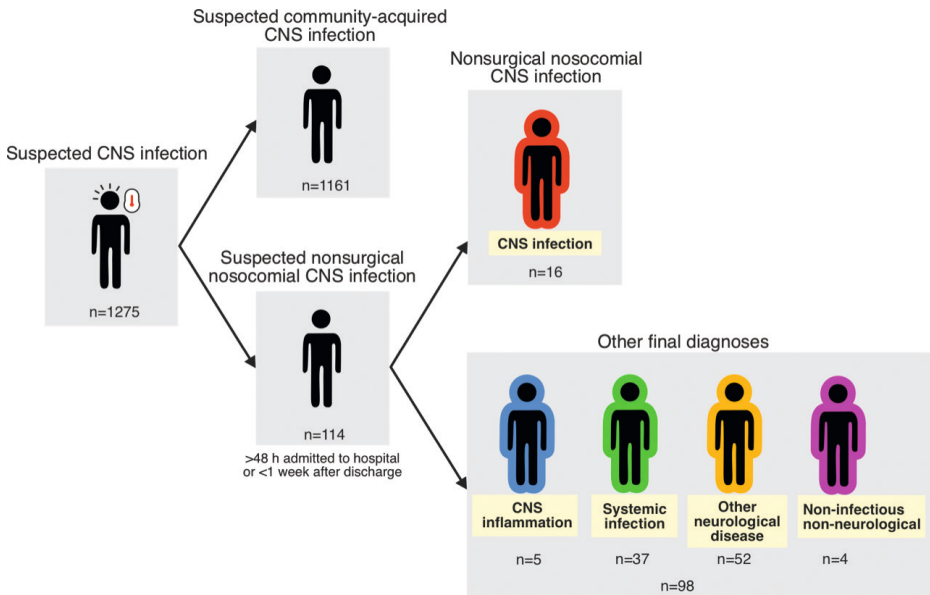 Suspected community-acquired
CNS infection
n=1161
Nonsurgical nosocomial
CNS infection
CNS infection
n=16
Suspected CNS infection
n=1275
Suspected nonsurgical
nosocomial CNS infection
n=114
>48 h admitted to hospital
or <1 week after discharge
Other final diagnoses
CNS
inflammation
n=5
Systemic
infection
n=37
Other
neurological
disease
n=52
Non-infectious
non-neurological
n=4
n=98